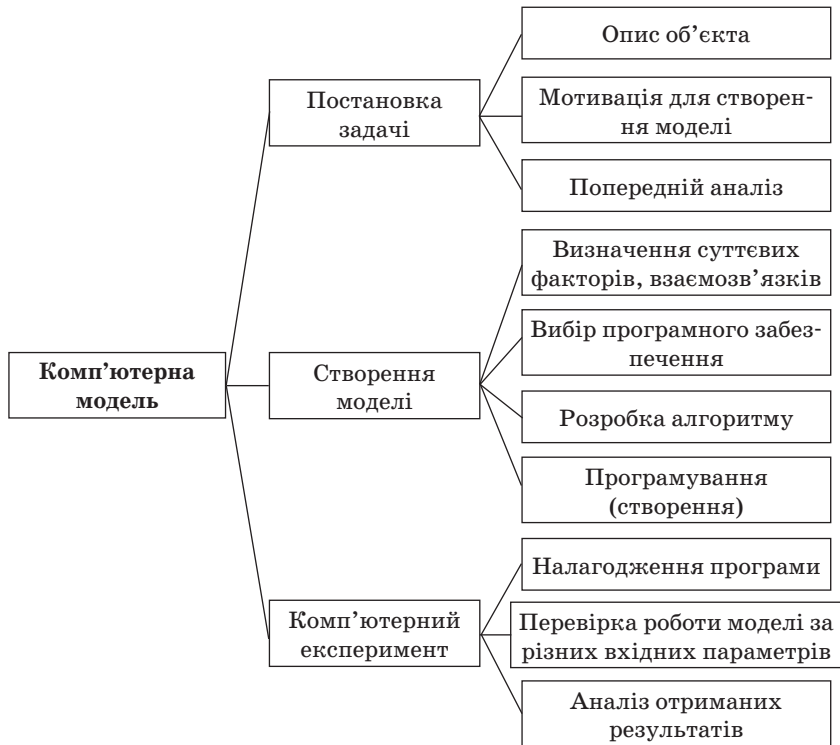 Опис об’єкта
Постановка
задачі
Мотивація для створен-
ня моделі
Попередній аналіз
Визначення суттєвих
факторів, взаємозв’язків
Вибір програмного забез-
печення
Комп’ютерна
модель
Створення
моделі
Розробка алгоритму
Програмування
(створення)
Налагодження програми
Комп’ютерний
експеримент
Перевірка роботи моделі за
різних вхідних параметрів
Аналіз отриманих
результатів